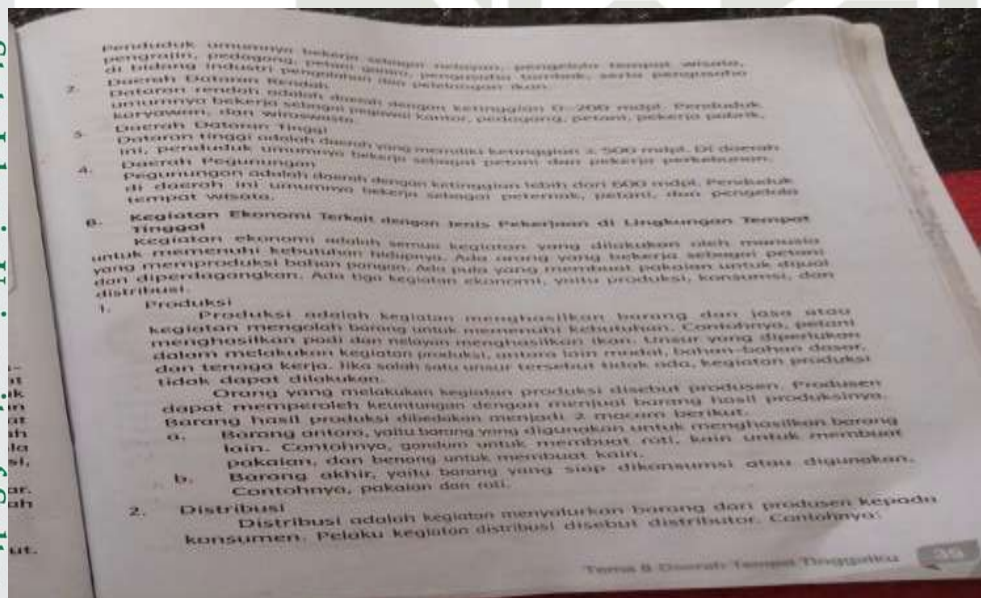 Penduduk umumnya bekerja sebagai nelayan, pengelola tempat wisata,
pengrajin, pedagang, petani garam, pengusaha tambak, serta pengusaha
di bidang industri pengolahan dan pelelangan ikan.
2. Daerah Dataran Rendah
Dataran rendah adalah daerah dengan ketinggian 0-200 mdpl. Penduduk
umumnya bekerja sebagai pegawai kantor, pedagang, petani, pekerja pabrik,
karyawan, dan wiraswasta.
3. Daerah Dataran Tinggi
Dataran tinggi adalah daerah yang memiliki ketinggian ≥ 500 mdpl. Di daerah
ini, penduduk umumnya bekerja sebagai petani dan pekerja perkebunan.
4. Daerah Pegunungan
Pegunungan adalah daerah dengan ketinggian lebih dari 600 mdpl. Penduduk
di daerah ini umumnya bekerja sebagai peternak, petani, dan pengelola
tempat wisata.
B. Kegiatan Ekonomi Terkait dengan Jenis Pekerjaan di Lingkungan Tempat
Tinggal
Kegiatan ekonomi adalah semua kegiatan yang dilakukan oleh manusia
untuk memenuhi kebutuhan hidupnya. Ada orang yang bekerja sebagai petani
yang memproduksi bahan pangan. Ada pula yang membuat pakaian untuk dijual
dan diperdagangkan. Ada tiga kegiatan ekonomi, yaitu produksi, konsumsi, dan
distribusi.
1. Produksi
Produksi adalah kegiatan menghasilkan barang dan jasa atau
kegiatan mengolah barang untuk memenuhi kebutuhan. Contohnya, petani
menghasilkan padi dan nelayan menghasilkan ikan. Unsur yang diperlukan
dalam melakukan kegiatan produksi, antara lain modal, bahan-bahan dasar,
dan tenaga kerja. Jika salah satu unsur tersebut tidak ada, kegiatan produksi
tidak dapat dilakukan.
Orang yang melakukan kegiatan produksi disebut produsen. Produsen
dapat memperoleh keuntungan dengan menjual barang hasil produksinya.
Barang hasil produksi dibedakan menjadi 2 macam berikut.
a. Barang antara, yaitu barang yang digunakan untuk menghasilkan barang
lain. Contohnya, gandum untuk membuat roti, kain untuk membuat
pakaian, dan benang untuk membuat kain.
b. Barang akhir, yaitu barang yang siap dikonsumsi atau digunakan.
Contohnya, pakaian dan roti.
2. Distribusi
Distribusi adalah kegiatan menyalurkan barang dari produsen kepada
konsumen. Pelaku kegiatan distribusi disebut distributor. Contohnya:
Tema 8 Daerah Tempat Tinggalku 39